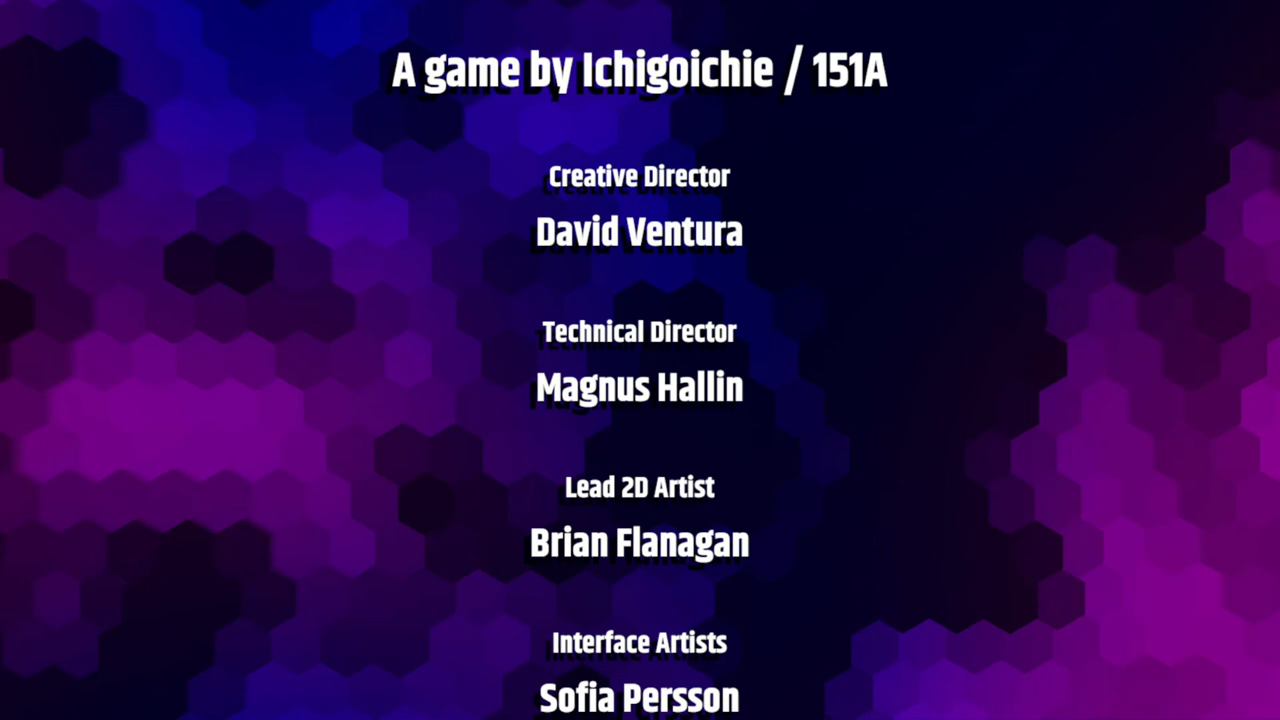 A game by Ichigoichie / 151A
Creative Director
David Ventura
Technical Director
Magnus Hallin
Lead 2D Artist
Brian Flanagan
Interface Artists
Sofia Persson